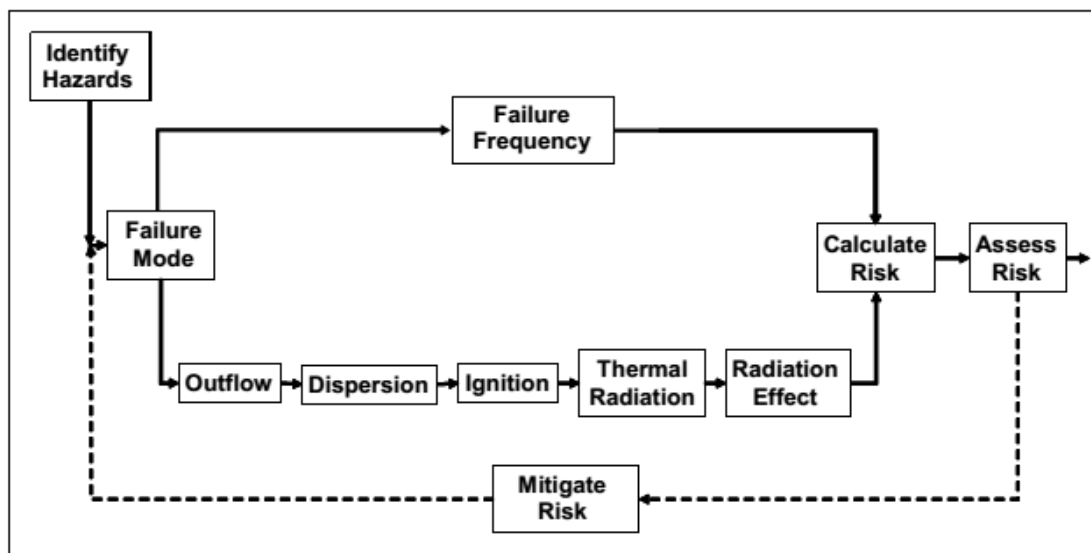 Identify
Hazards
Failure
Frequency
Failure
Mode
Calculate
Risk
Assess
Risk
Outflow
Dispersion
Ignition
Thermal
Radiation
Radiation
Effect
Mitigate
Risk